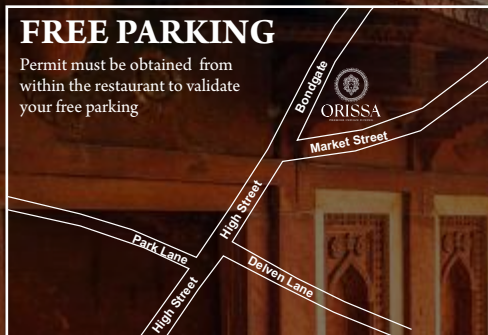 FREE PARKING
Permit must be obtained from
within the restaurant to validate
your free parking
Bondgate
ORISSA
Market Street
High Street
Park Lane
Delven Lane
High Street